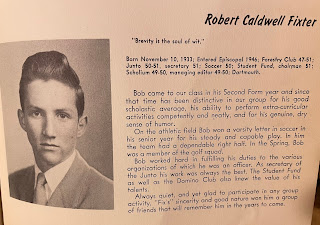 Robert Caldwell Fixter
"Brevity is the soul of wit."
Born November 10, 1933; Entered Episcopal 1946; Forestry Club 47-51;
Junto 50-51, secretary 51; Soccer 50; Student Fund, chairman 51;
Scholium 49-50, managing editor 49-50; Dartmouth.
Bob came to our class in his Second Form year and since
that time has been distinctive in our group for his good
scholastic average, his ability to perform extra-curricular
activities competently and neatly, and for his genuine, dry
sense of humor.
On the athletic field Bob won a varsity letter in soccer in
his senior year for his steady and capable play. In him
the team had a dependable right half. In the Spring, Bob
was a member of the golf squad.
Bob worked hard in fulfilling his duties to the various
organizations of which he was an officer. As secretary of
the Junto his work was always the best. The Student Fund
as well as the Domino Club also know the value of his
talents.
Always quiet, and yet glad to participate in any group
activity, "Fix's" sincerity and good nature won him a group
of friends that will remember him in the years to come.